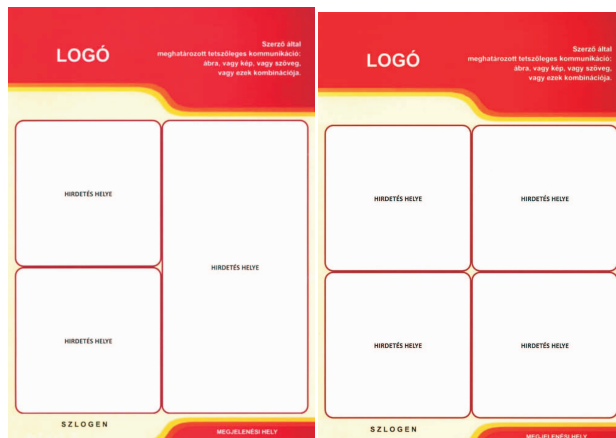 LOGÓ
Szerző által
meghatározott tetszőleges kommunikáció:
ábra, vagy kép, vagy szöveg,
vagy ezek kombinációja.
HIRDETÉS HELYE
HIRDETÉS HELYE
HIRDETÉS HELYE
SZLOGEN
MEGJELENÉSI HELY
LOGÓ
Szerző által
meghatározott tetszőleges kommunikáció:
ábra, vagy kép, vagy szöveg,
vagy ezek kombinációja.
HIRDETÉS HELYE
HIRDETÉS HELYE
HIRDETÉS HELYE
HIRDETÉS HELYE
SZLOGEN
MEGJELENÉSI HELY